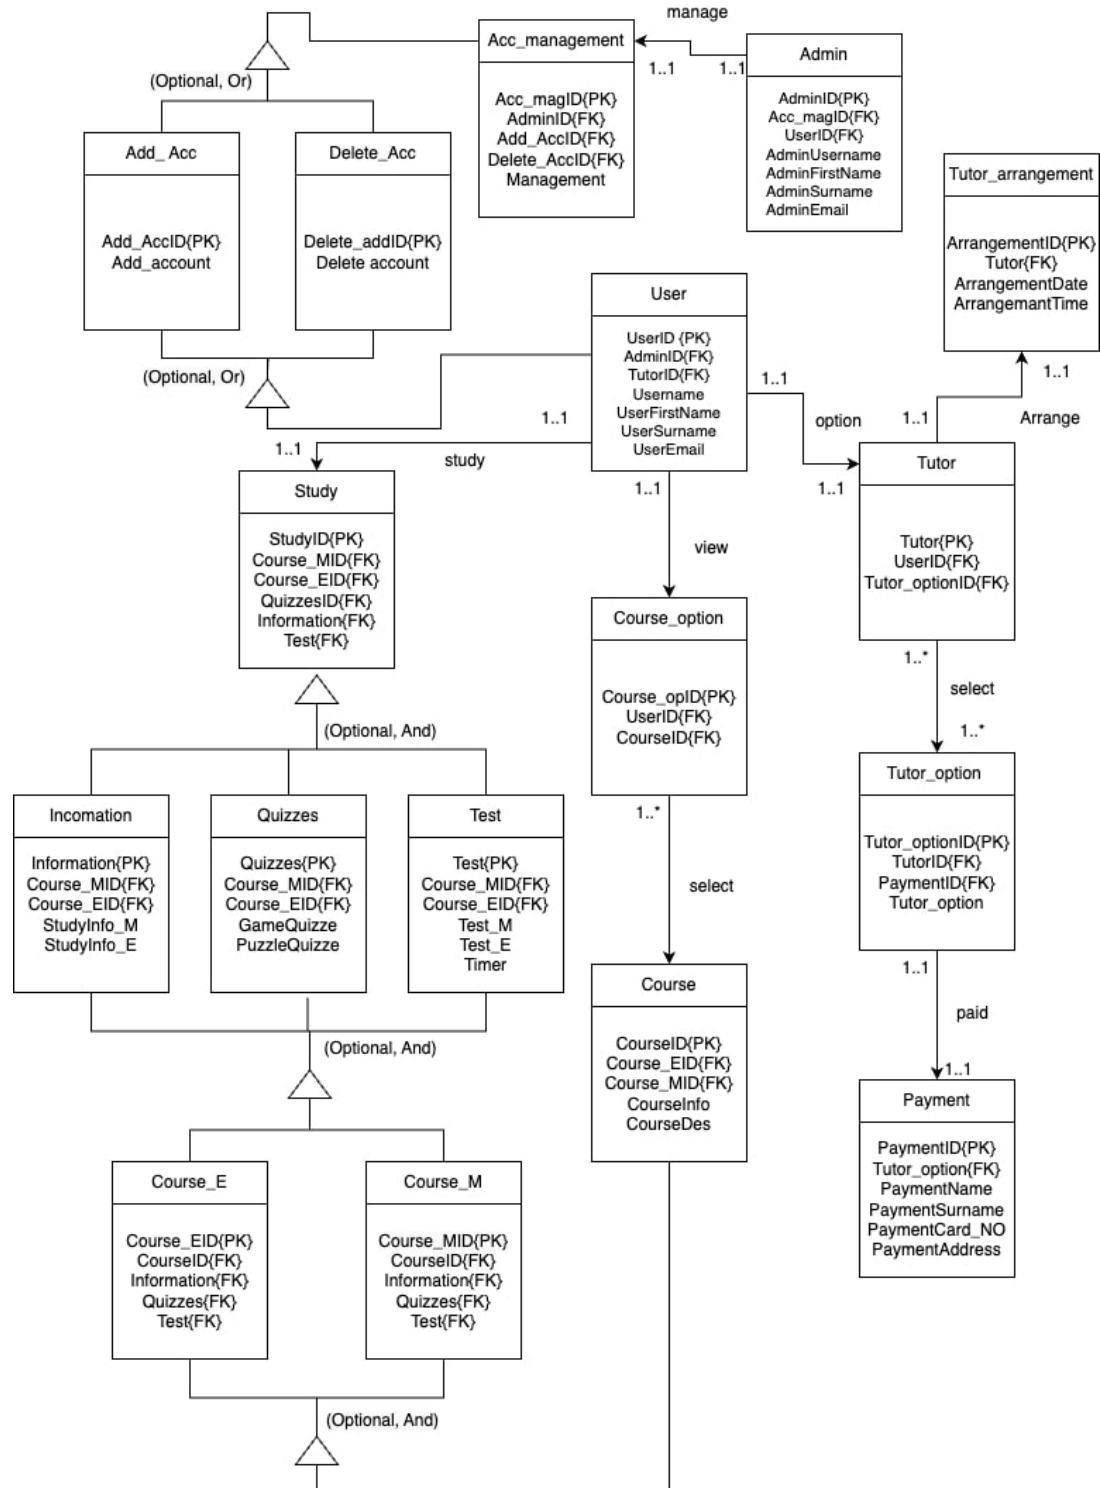 manage
Acc_management
Acc_magID{PK}
AdminID{FK}
Add_AccID{FK}
Delete_AccID{FK}
Management
1..1
1..1
Admin
AdminID{PK}
Acc_magID{FK}
UserID{FK}
AdminUsername
AdminFirstName
AdminSurname
AdminEmail
(Optional, Or)
Add_ Acc
Add_AccID{PK}
Add_account
Delete_Acc
Delete_addID{PK}
Delete account
(Optional, Or)
Tutor_arrangement
ArrangementID{PK}
Tutor{FK}
ArrangementDate
ArrangemantTime
User
UserID {PK}
AdminID{FK}
TutorID{FK}
Username
UserFirstName
UserSurname
UserEmail
1..1
option
1..1
1..1
1..1
Arrange
1..1
study
1..1
Study
StudyID{PK}
Course_MID{FK}
Course_EID{FK}
QuizzesID{FK}
Information{FK}
Test{FK}
1..1
view
Tutor
Tutor{PK}
UserID{FK}
Tutor_optionID{FK}
1..*
select
1..*
Course_option
Course_opID{PK}
UserID{FK}
CourseID{FK}
1..*
select
(Optional, And)
Incomation
Information{PK}
Course_MID{FK}
Course_EID{FK}
StudyInfo_M
StudyInfo_E
Quizzes
Quizzes{PK}
Course_MID{FK}
Course_EID{FK}
GameQuizze
PuzzleQuizze
Test
Test{PK}
Course_MID{FK}
Course_EID{FK}
Test_M
Test_E
Timer
Tutor_option
Tutor_optionID{PK}
TutorID{FK}
PaymentID{FK}
Tutor_option
1..1
paid
1..1
Course
CourseID{PK}
Course_EID{FK}
Course_MID{FK}
CourseInfo
CourseDes
(Optional, And)
Payment
PaymentID{PK}
Tutor_option{FK}
PaymentName
PaymentSurname
PaymentCard_NO
PaymentAddress
Course_E
Course_EID{PK}
CourseID{FK}
Information{FK}
Quizzes{FK}
Test{FK}
Course_M
Course_MID{PK}
CourseID{FK}
Information{FK}
Quizzes{FK}
Test{FK}
(Optional, And)